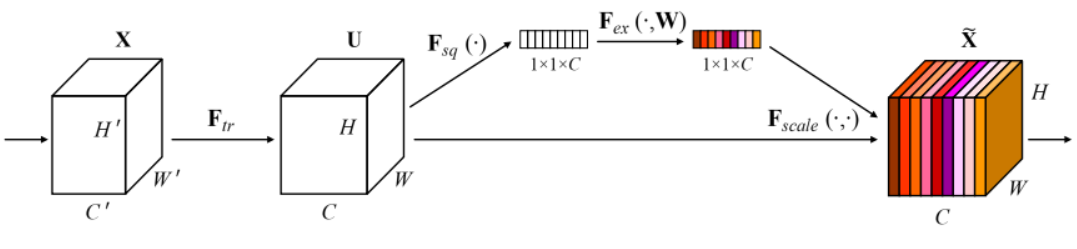 X
H′
W′
C′
F_tr
U
H
W
C
F_sq (·)
1×1×C
F_ex (·,W)
1×1×C
F_scale (·,·)
X̃
H
W
C